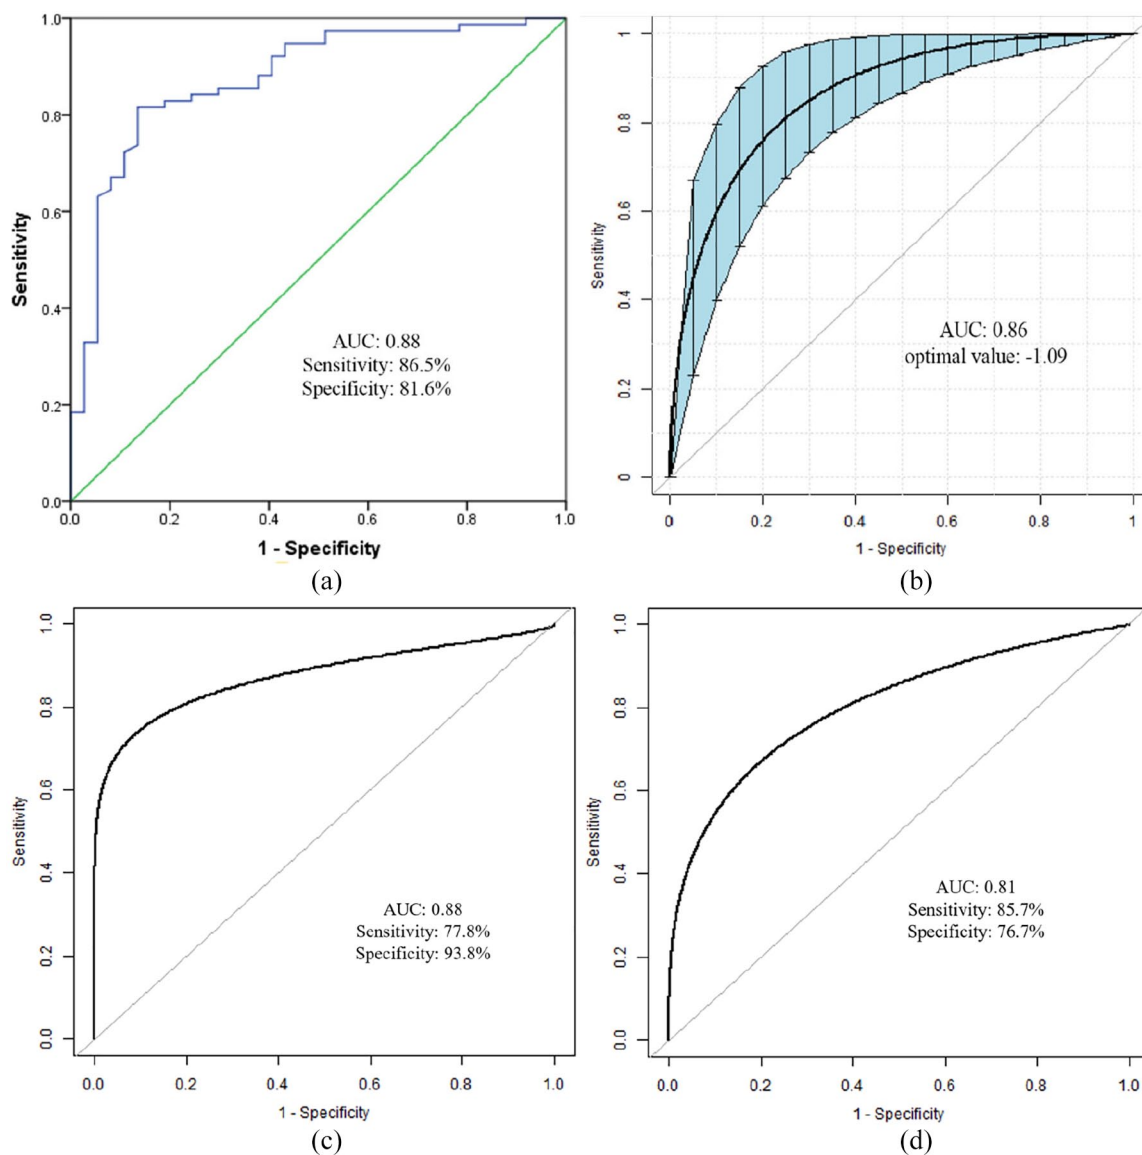 1.0
0.8
0.6
0.4
0.2
0.0
Sensitivity
AUC: 0.88
Sensitivity: 86.5%
Specificity: 81.6%
0.0 0.2 0.4 0.6 0.8 1.0
1 - Specificity
(a)
1
0.8
0.6
0.4
0.2
0
Sensitivity
AUC: 0.86
optimal value: -1.09
0 0.2 0.4 0.6 0.8 1
1 - Specificity
(b)
1.0
0.8
0.6
0.4
0.2
0.0
Sensitivity
AUC: 0.88
Sensitivity: 77.8%
Specificity: 93.8%
0.0 0.2 0.4 0.6 0.8 1.0
1 - Specificity
(c)
1.0
0.8
0.6
0.4
0.2
0.0
Sensitivity
AUC: 0.81
Sensitivity: 85.7%
Specificity: 76.7%
0.0 0.2 0.4 0.6 0.8 1.0
1 - Specificity
(d)